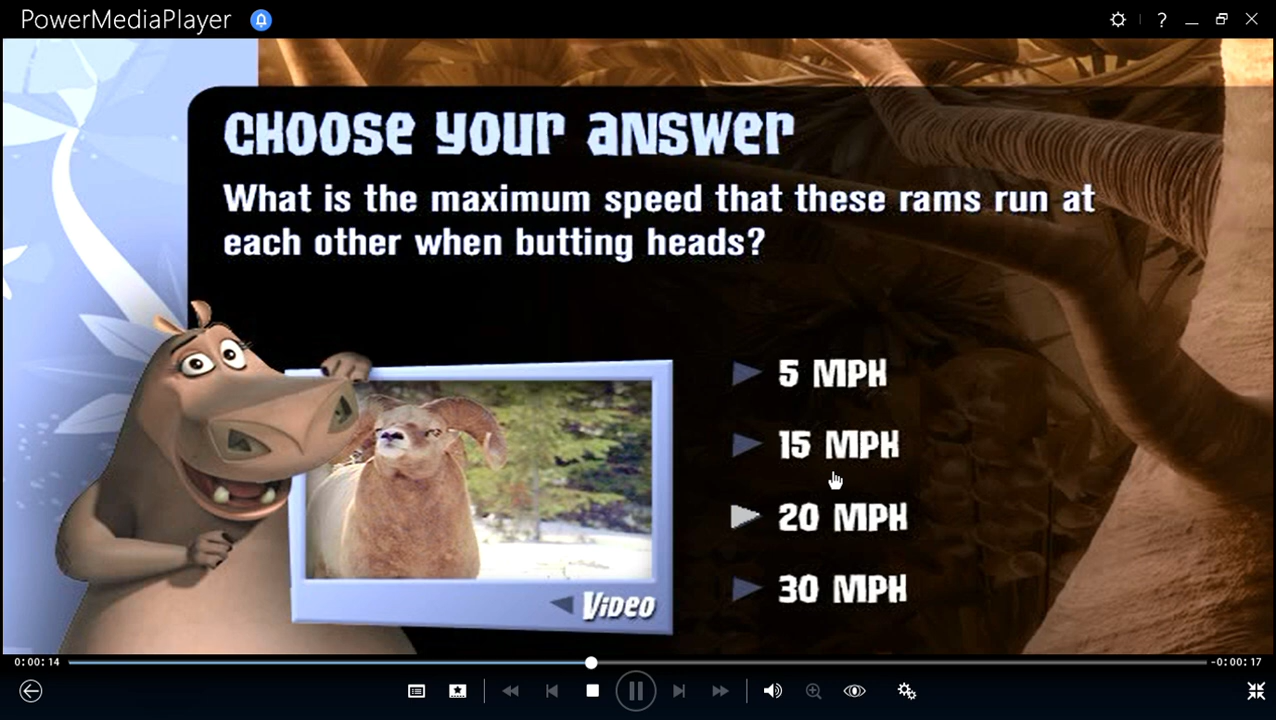 PowerMediaPlayer
?
CHOOSE YOUR ANSWER
What is the maximum speed that these rams run at
each other when butting heads?
5 MPH
15 MPH
20 MPH
30 MPH
Video
0:00:14
-0:00:17